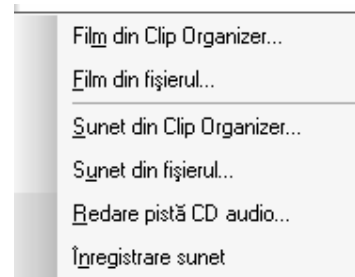 Film din Clip Organizer...
Film din fişierul...
Sunet din Clip Organizer...
Sunet din fişierul...
Redare pistă CD audio...
Înregistrare sunet